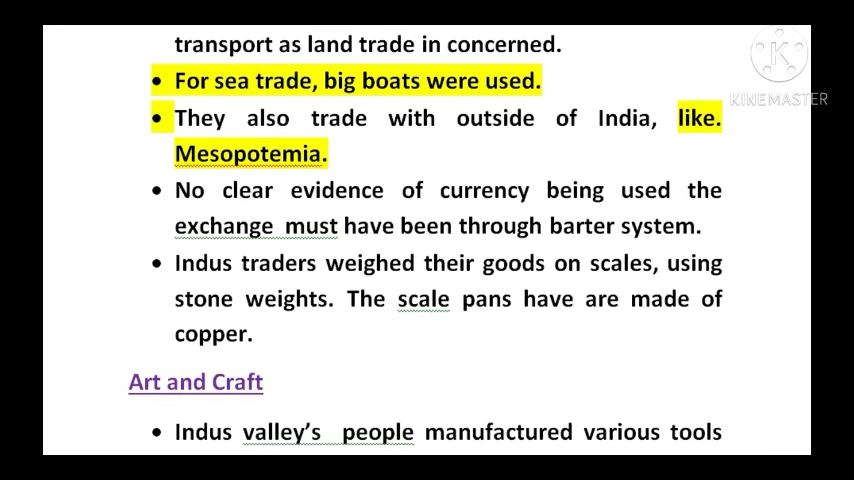 transport as land trade in concerned.
• For sea trade, big boats were used.
• They also trade with outside of India, like.
Mesopotemia.
• No clear evidence of currency being used the
exchange must have been through barter system.
• Indus traders weighed their goods on scales, using
stone weights. The scale pans have are made of
copper.
Art and Craft
• Indus valley's people manufactured various tools
K
KINEMASTER